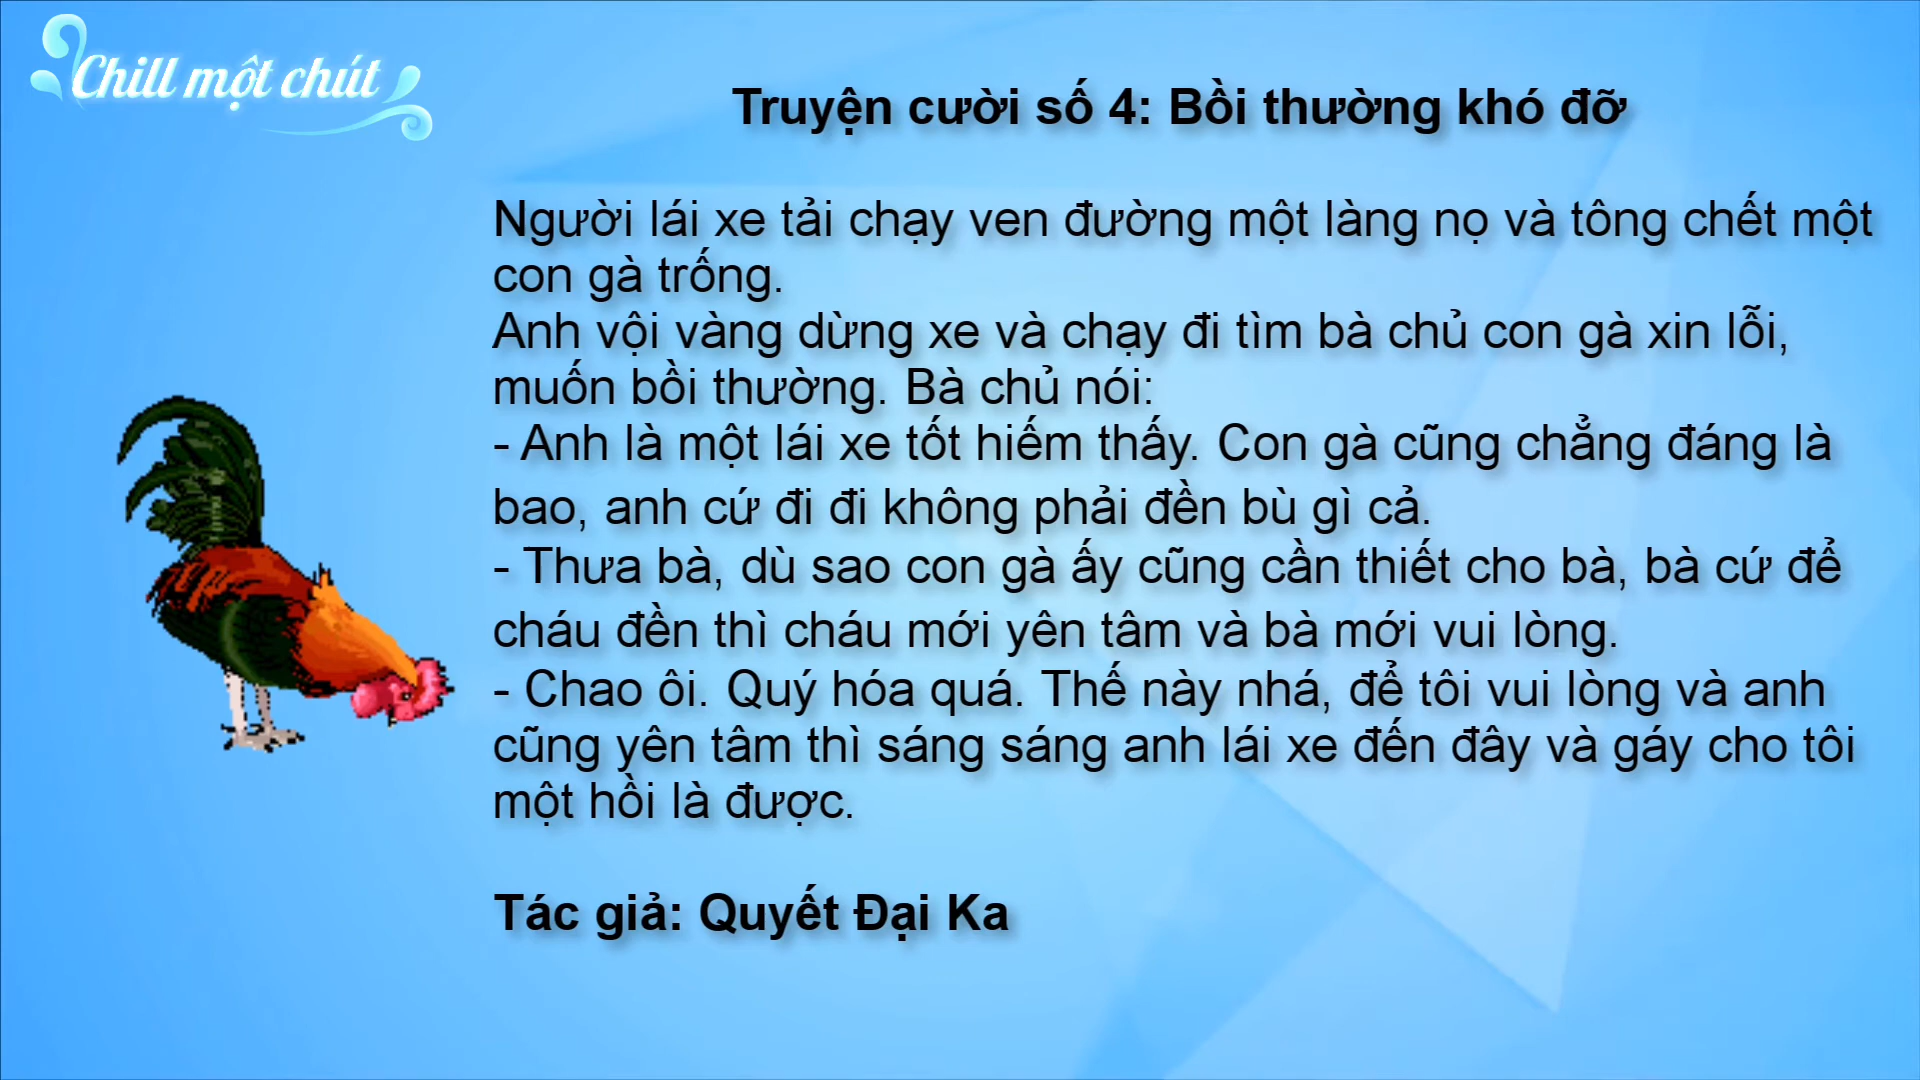 Chill một chút
Truyện cười số 4: Bồi thường khó đỡ
Người lái xe tải chạy ven đường một làng nọ và tông chết một
con gà trống.
Anh vội vàng dừng xe và chạy đi tìm bà chủ con gà xin lỗi,
muốn bồi thường. Bà chủ nói:
- Anh là một lái xe tốt hiếm thấy. Con gà cũng chẳng đáng là
bao, anh cứ đi đi không phải đền bù gì cả.
- Thưa bà, dù sao con gà ấy cũng cần thiết cho bà, bà cứ để
cháu đền thì cháu mới yên tâm và bà mới vui lòng.
- Chao ôi. Quý hóa quá. Thế này nhá, để tôi vui lòng và anh
cũng yên tâm thì sáng sáng anh lái xe đến đây và gáy cho tôi
một hồi là được.
Tác giả: Quyết Đại Ka